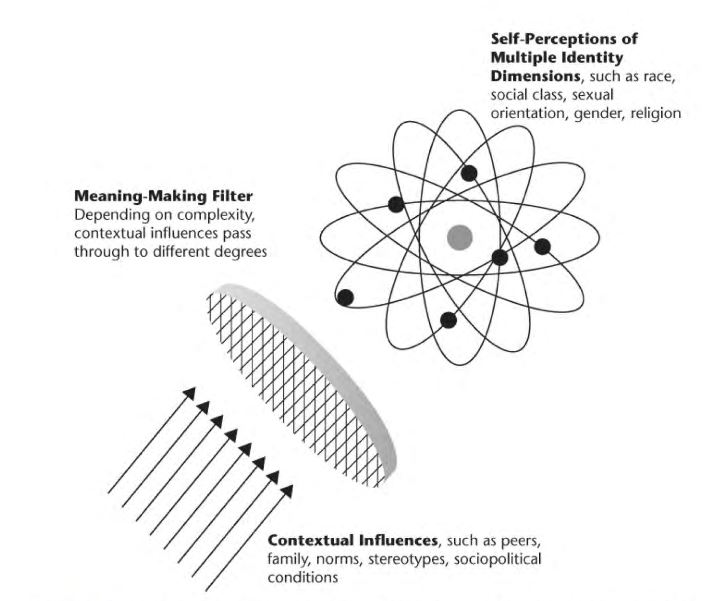 Self-Perceptions of
Multiple Identity
Dimensions, such as race,
social class, sexual
orientation, gender, religion
Meaning-Making Filter
Depending on complexity,
contextual influences pass
through to different degrees
Contextual Influences, such as peers,
family, norms, stereotypes, sociopolitical
conditions